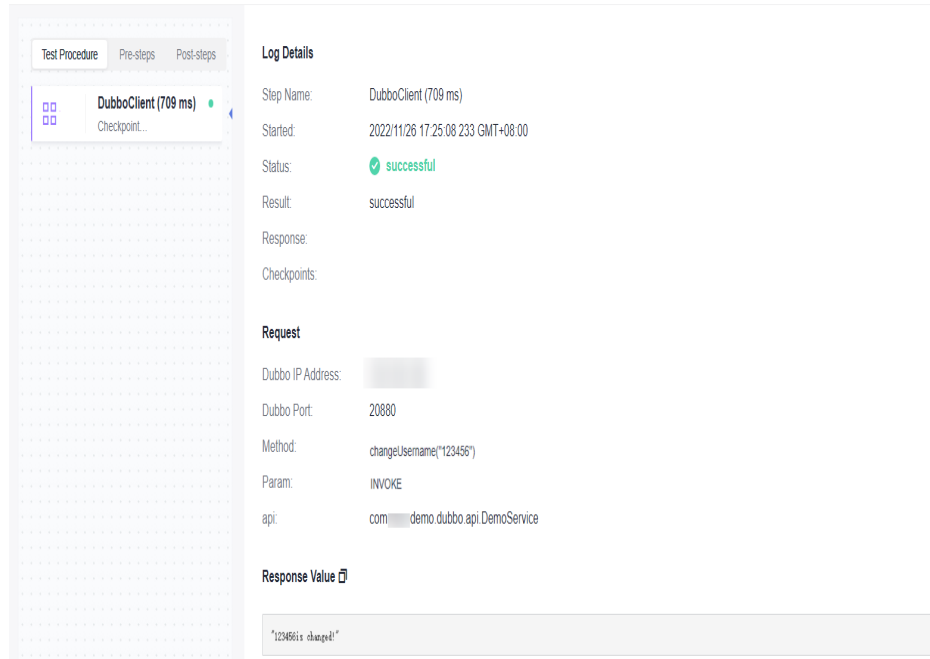 Test Procedure Pre-steps Post-steps
DubboClient (709 ms)
Checkpoint...
Log Details
Step Name: DubboClient (709 ms)
Started: 2022/11/26 17:25:08 233 GMT+08:00
Status: successful
Result: successful
Response:
Checkpoints:
Request
Dubbo IP Address:
Dubbo Port: 20880
Method: changeUsername("123456")
Param: INVOKE
api: com demo.dubbo.api.DemoService
Response Value
"123456is changed!"